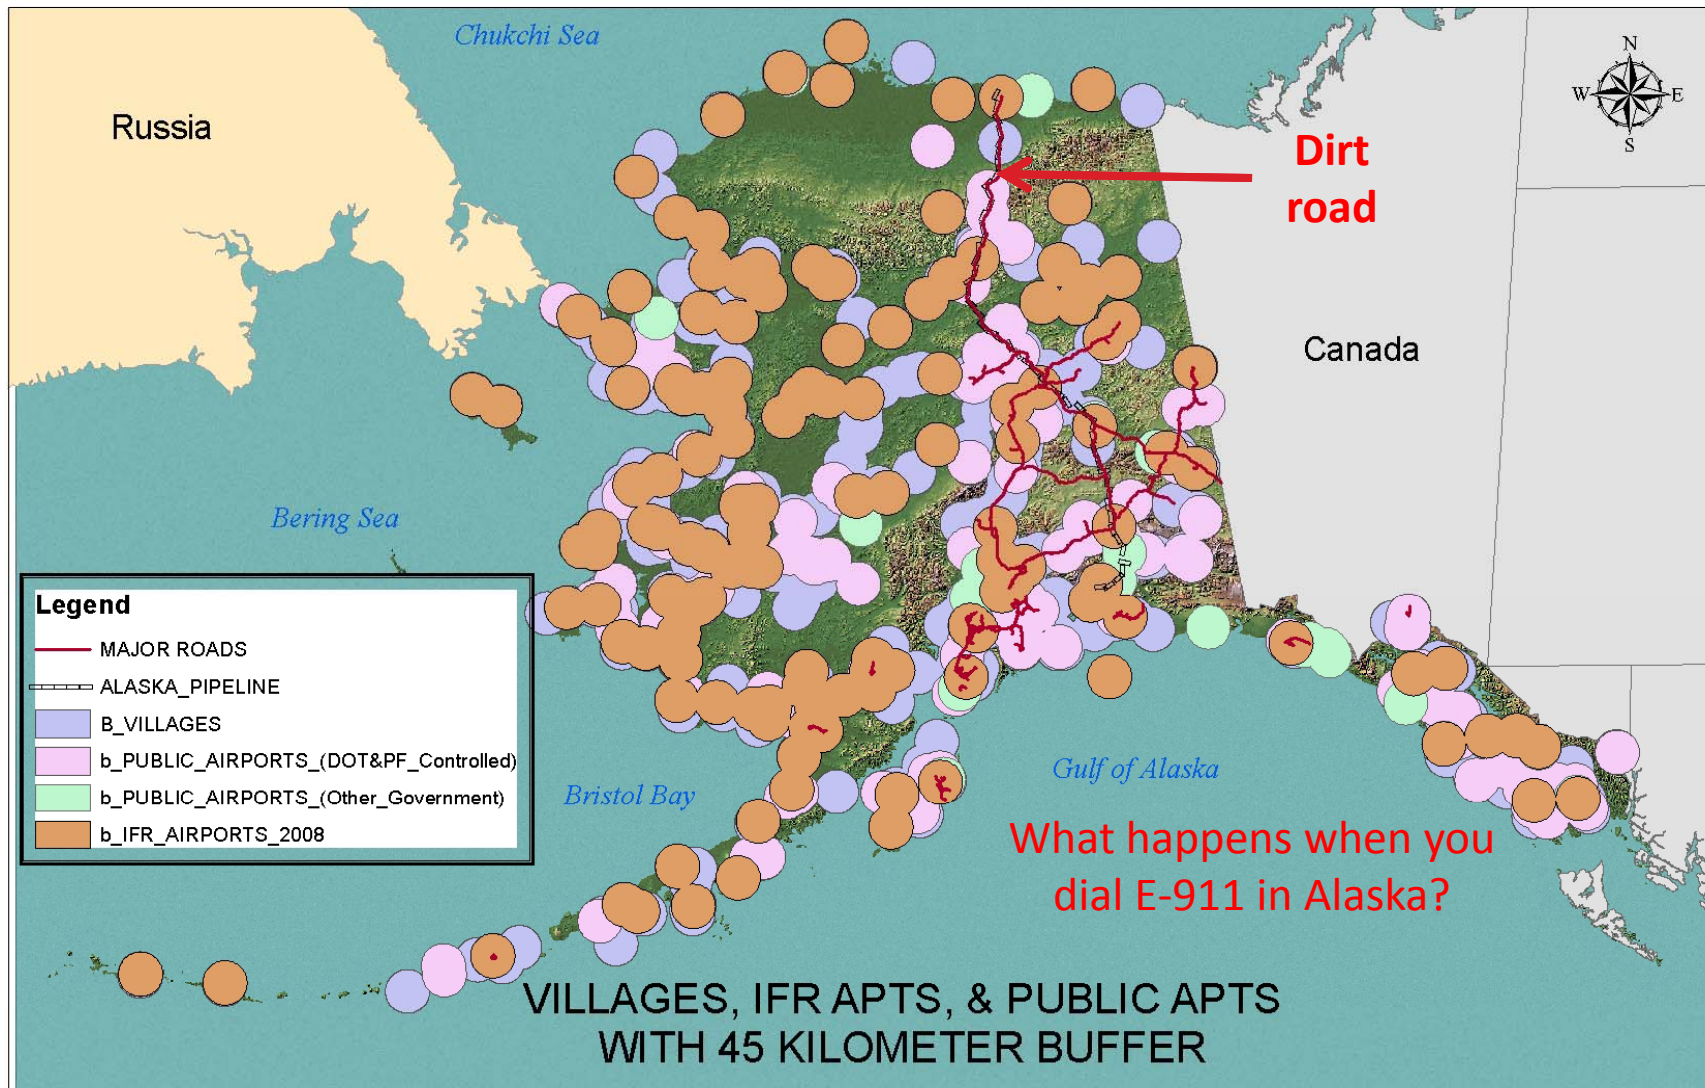 Chukchi Sea
Russia
N
W
E
S
Dirt
road
Canada
Bering Sea
Legend
MAJOR ROADS
ALASKA_PIPELINE
B_VILLAGES
b_PUBLIC_AIRPORTS_(DOT&PF_Controlled)
b_PUBLIC_AIRPORTS_(Other_Government)
b_IFR_AIRPORTS_2008
Bristol Bay
Gulf of Alaska
What happens when you
dial E-911 in Alaska?
VILLAGES, IFR APTS, & PUBLIC APTS
WITH 45 KILOMETER BUFFER